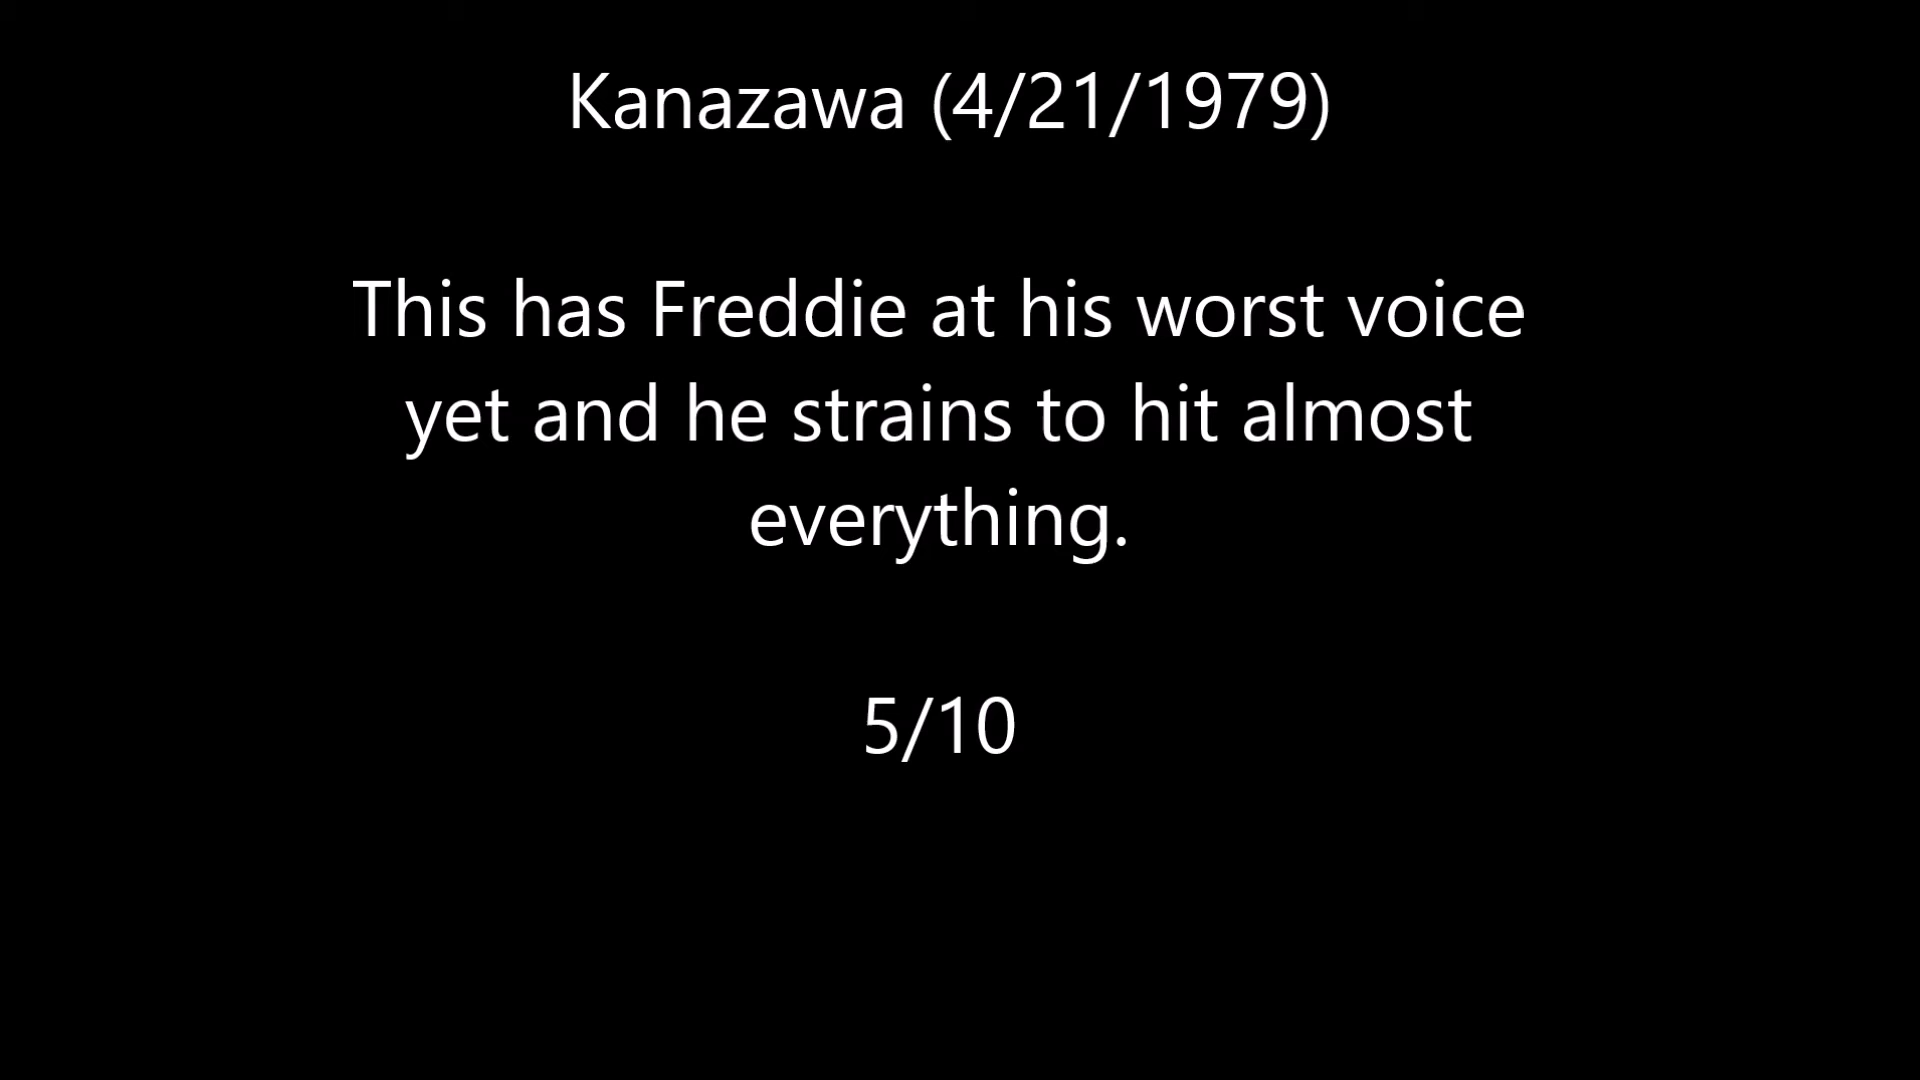 Kanazawa (4/21/1979)
This has Freddie at his worst voice
yet and he strains to hit almost
everything.
5/10